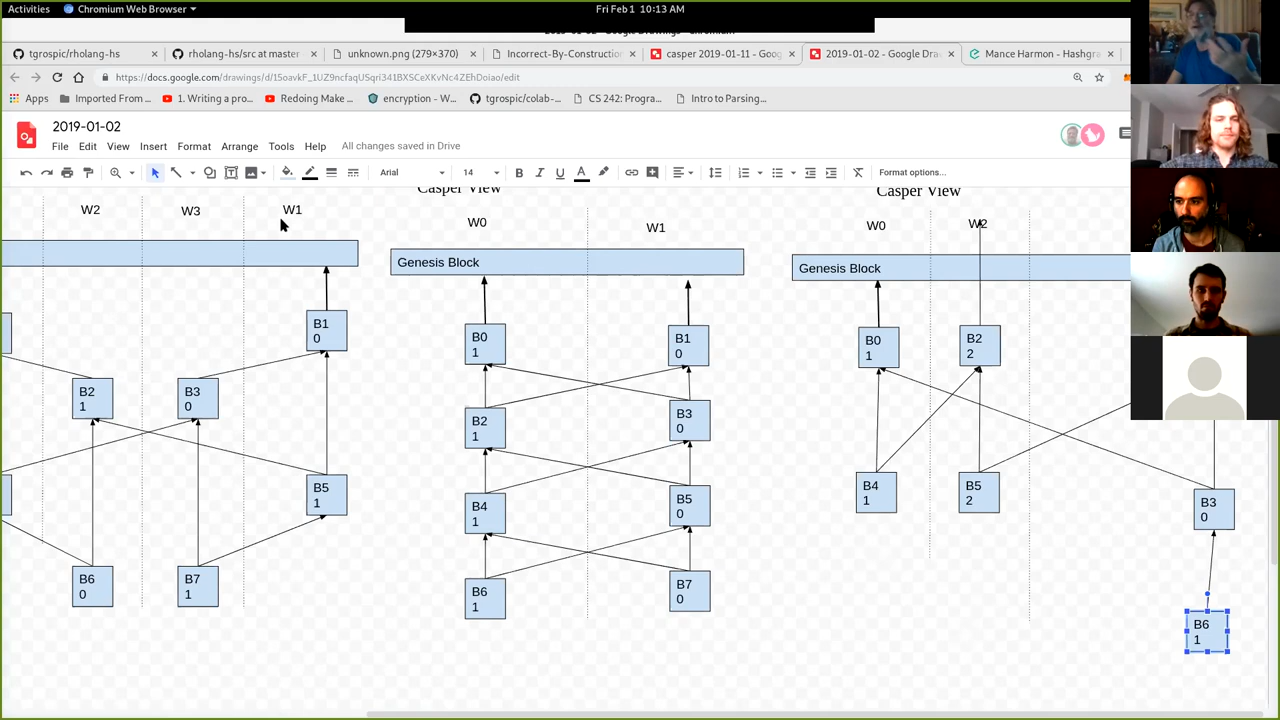 Activities Chromium Web Browser Fri Feb 1 10:13 AM
tgrospic/rholang-hs rholang-hs/src at master unknown.png (279×370) Incorrect-By-Construction casper 2019-01-11 - Goog 2019-01-02 - Google Dra Mance Harmon - Hashgra
https://docs.google.com/drawings/d/15oavkF_1UZ9ncfaqUSqri341BXSCeXKvNc4ZEhDoiao/edit
Apps Imported From ... 1. Writing a pro... Redoing Make ... encryption - W... tgrospic/colab-... CS 242: Progra... Intro to Parsing...
2019-01-02
File Edit View Insert Format Arrange Tools Help All changes saved in Drive
Arial 14 B I U A Format options...
Casper View
Casper View
W2 W3 W1
W0 W1
W0 W2
Genesis Block
Genesis Block
B1
0
B2
1
B3
0
B5
1
B6
0
B7
1
B0
1
B1
0
B2
1
B3
0
B4
1
B5
0
B6
1
B7
0
B0
1
B2
2
B4
1
B5
2
B3
0
B6
1